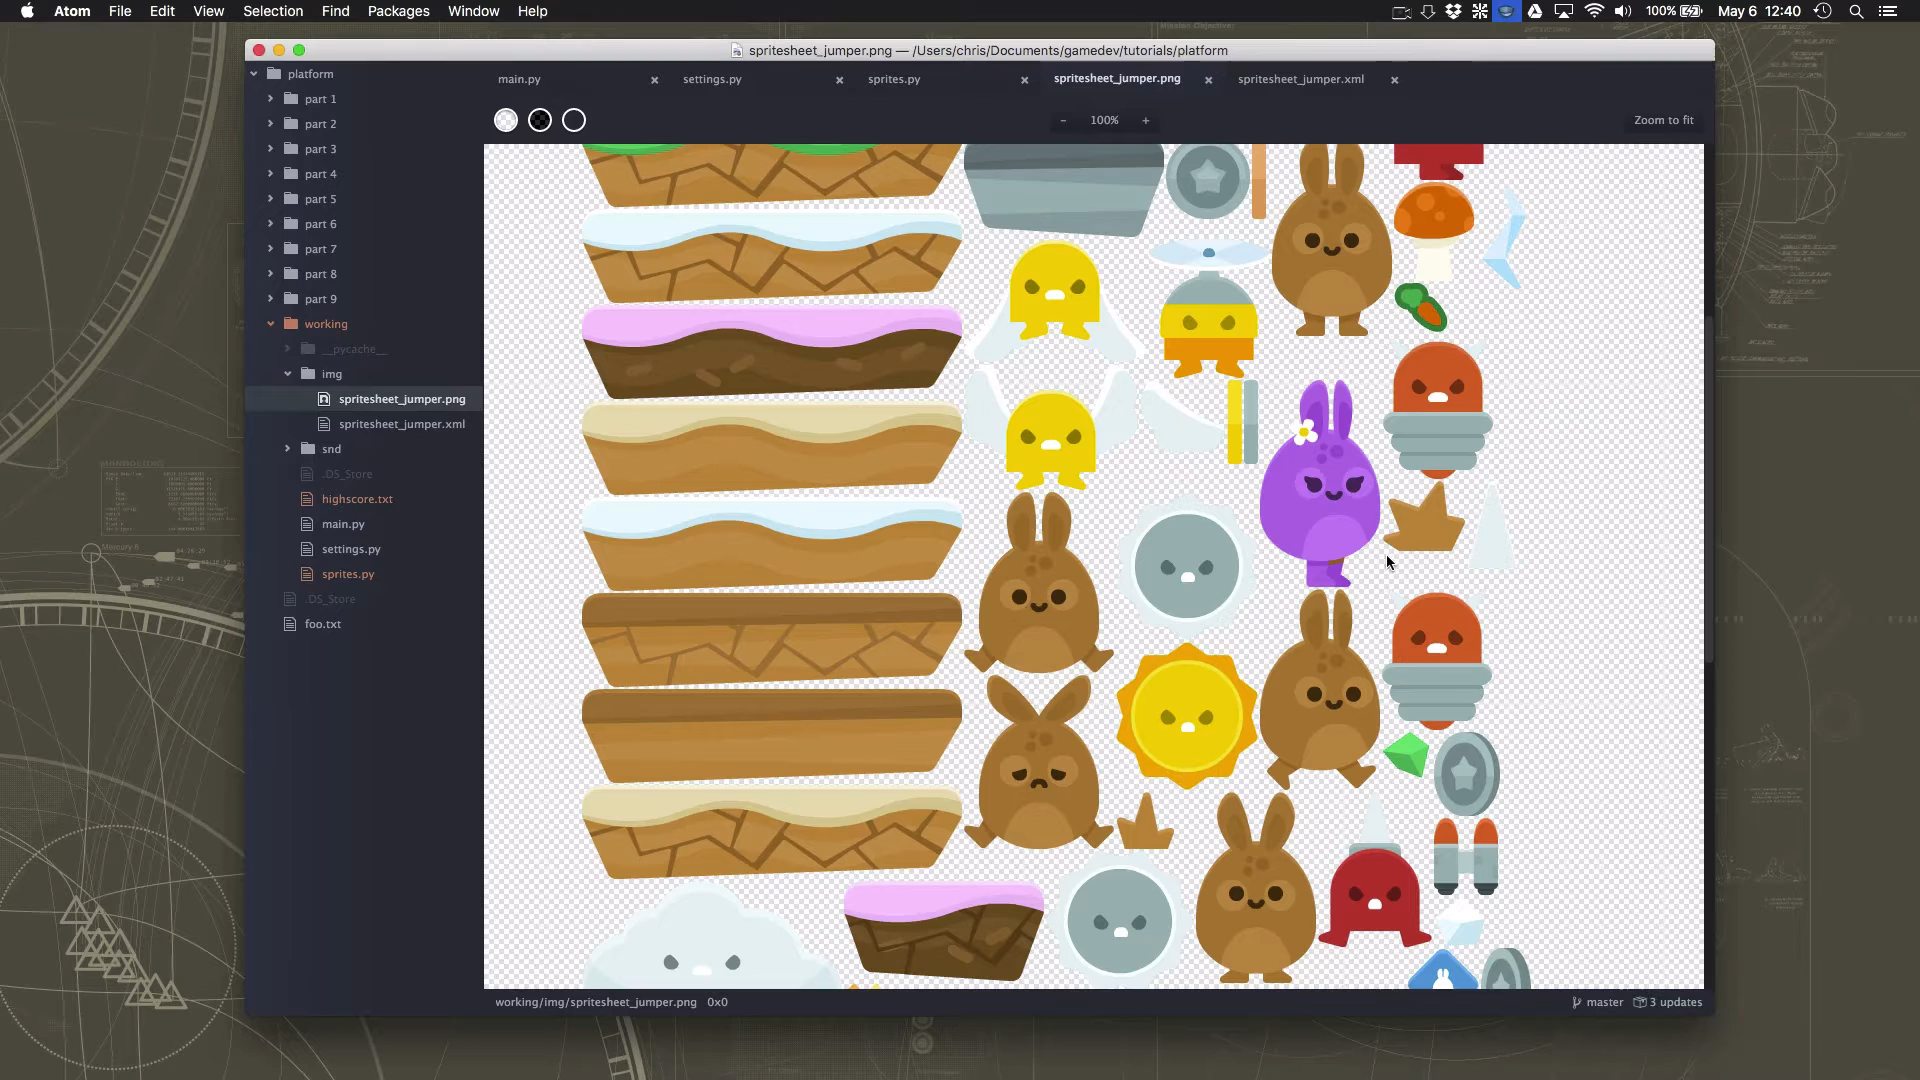 Atom File Edit View Selection Find Packages Window Help
100% May 6 12:40
spritesheet_jumper.png — /Users/chris/Documents/gamedev/tutorials/platform
platform
main.py
settings.py
sprites.py
spritesheet_jumper.png
spritesheet_jumper.xml
part 1
part 2
part 3
part 4
part 5
part 6
part 7
part 8
part 9
working
__pycache__
img
spritesheet_jumper.png
spritesheet_jumper.xml
snd
.DS_Store
highscore.txt
main.py
settings.py
sprites.py
.DS_Store
foo.txt
- 100% +
Zoom to fit
working/img/spritesheet_jumper.png 0x0
master 3 updates